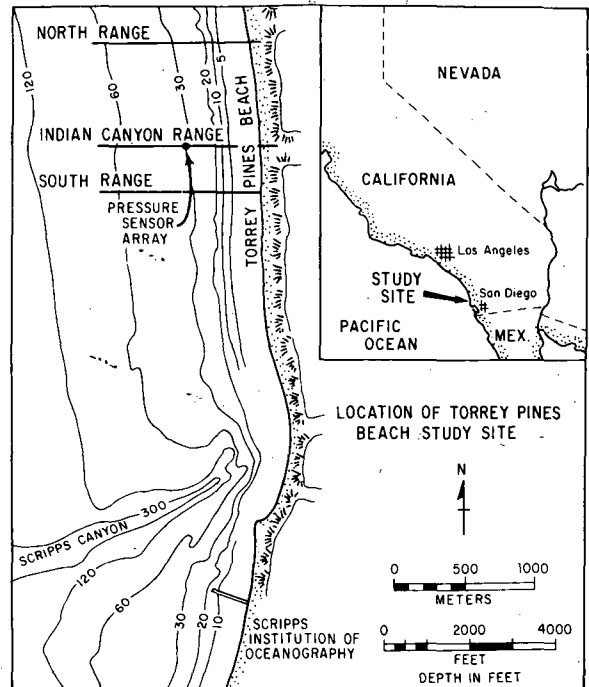 NORTH RANGE
120
60
30
20
10
5
INDIAN CANYON RANGE
SOUTH RANGE
PRESSURE
SENSOR
ARRAY
TORREY PINES BEACH
NEVADA
CALIFORNIA
Los Angeles
STUDY
SITE
San Diego
PACIFIC
OCEAN
MEX.
LOCATION OF TORREY PINES
BEACH STUDY SITE
N
SCRIPPS CANYON
300
120
60
30
20
10
SCRIPPS
INSTITUTION OF
OCEANOGRAPHY
0 500 1000
METERS
0 2000 4000
FEET
DEPTH IN FEET